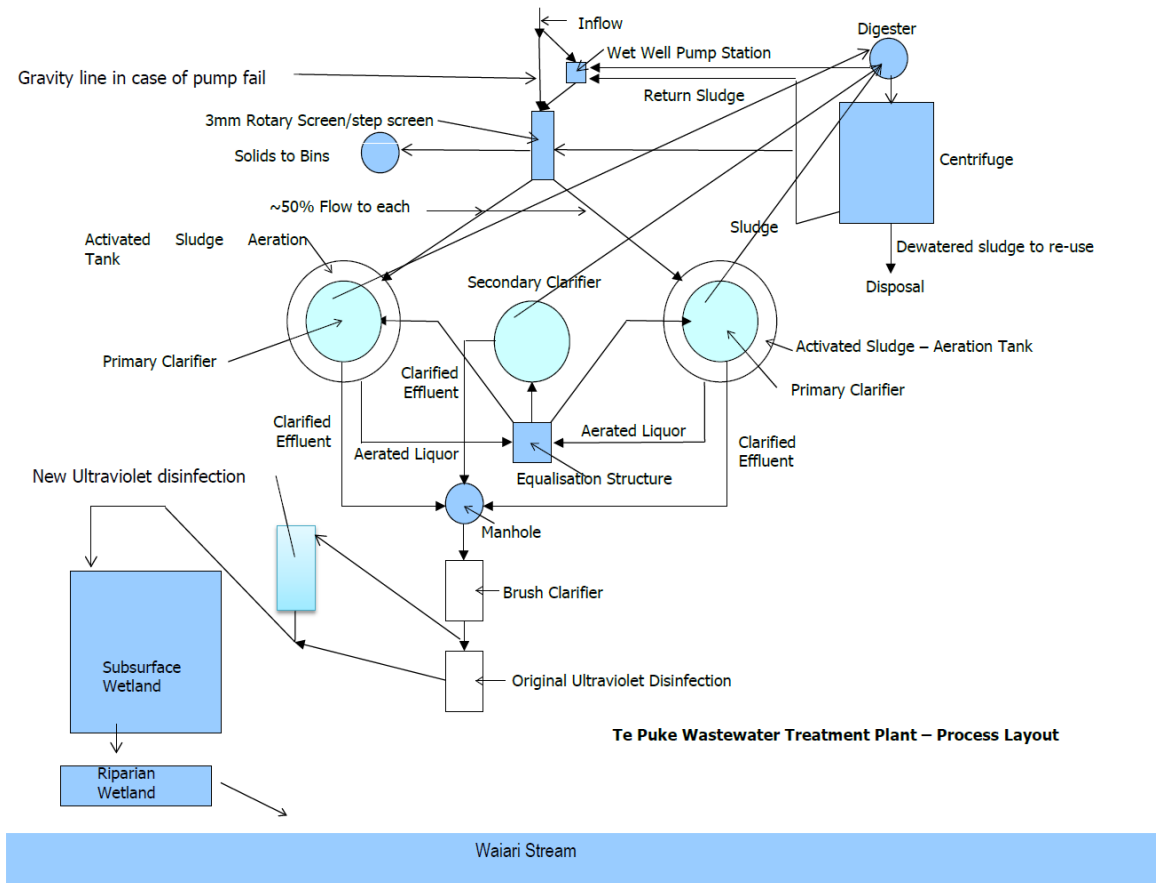 Inflow
Digester
Wet Well Pump Station
Gravity line in case of pump fail
Return Sludge
3mm Rotary Screen/step screen
Solids to Bins
Centrifuge
~50% Flow to each
Sludge
Activated Sludge Aeration
Tank
Dewatered sludge to re-use
Secondary Clarifier
Disposal
Primary Clarifier
Activated Sludge – Aeration Tank
Clarified
Effluent
Primary Clarifier
Clarified
Effluent
Aerated Liquor
Clarified
Effluent
Aerated Liquor
New Ultraviolet disinfection
Equalisation Structure
Manhole
Brush Clarifier
Subsurface
Wetland
Original Ultraviolet Disinfection
Te Puke Wastewater Treatment Plant – Process Layout
Riparian
Wetland
Waiari Stream